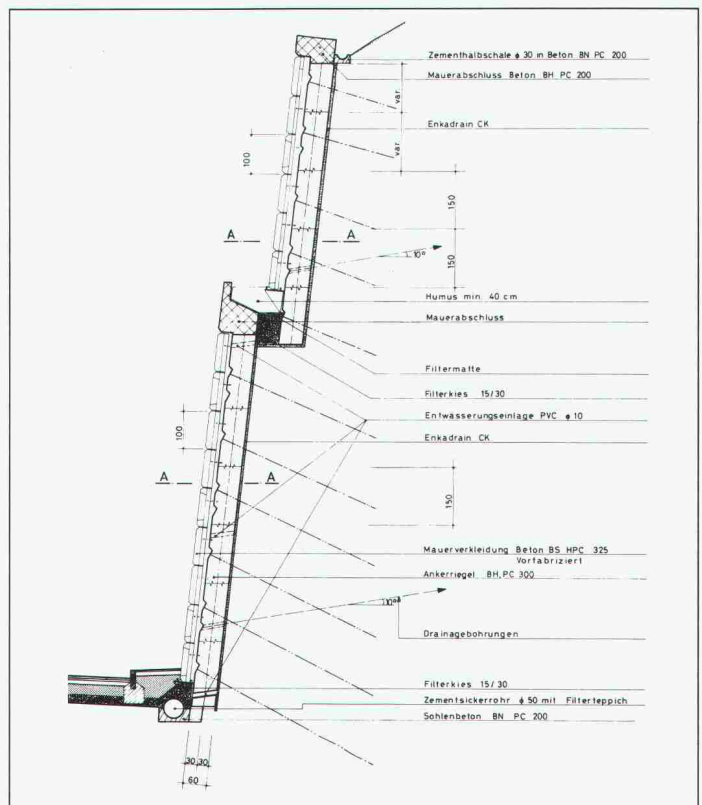 Zementhalbschale ϕ 30 in Beton BN PC 200
Mauerabschluss Beton BH PC 200
var.
Enkadrain CK
var.
100
150
A A
150
10°
Humus min. 40 cm
Mauerabschluss
Filtermatte
Filterkies 15/30
Entwässerungseinlage PVC ϕ 10
100
Enkadrain CK
A A
150
Mauerverkleidung Beton BS HPC 325
Vorfabriziert
Ankerriegel BH, PC 300
10°
Drainagebohrungen
Filterkies 15/30
Zementsickerrohr ϕ 50 mit Filterteppich
Sohlenbeton BN PC 200
30 30
60